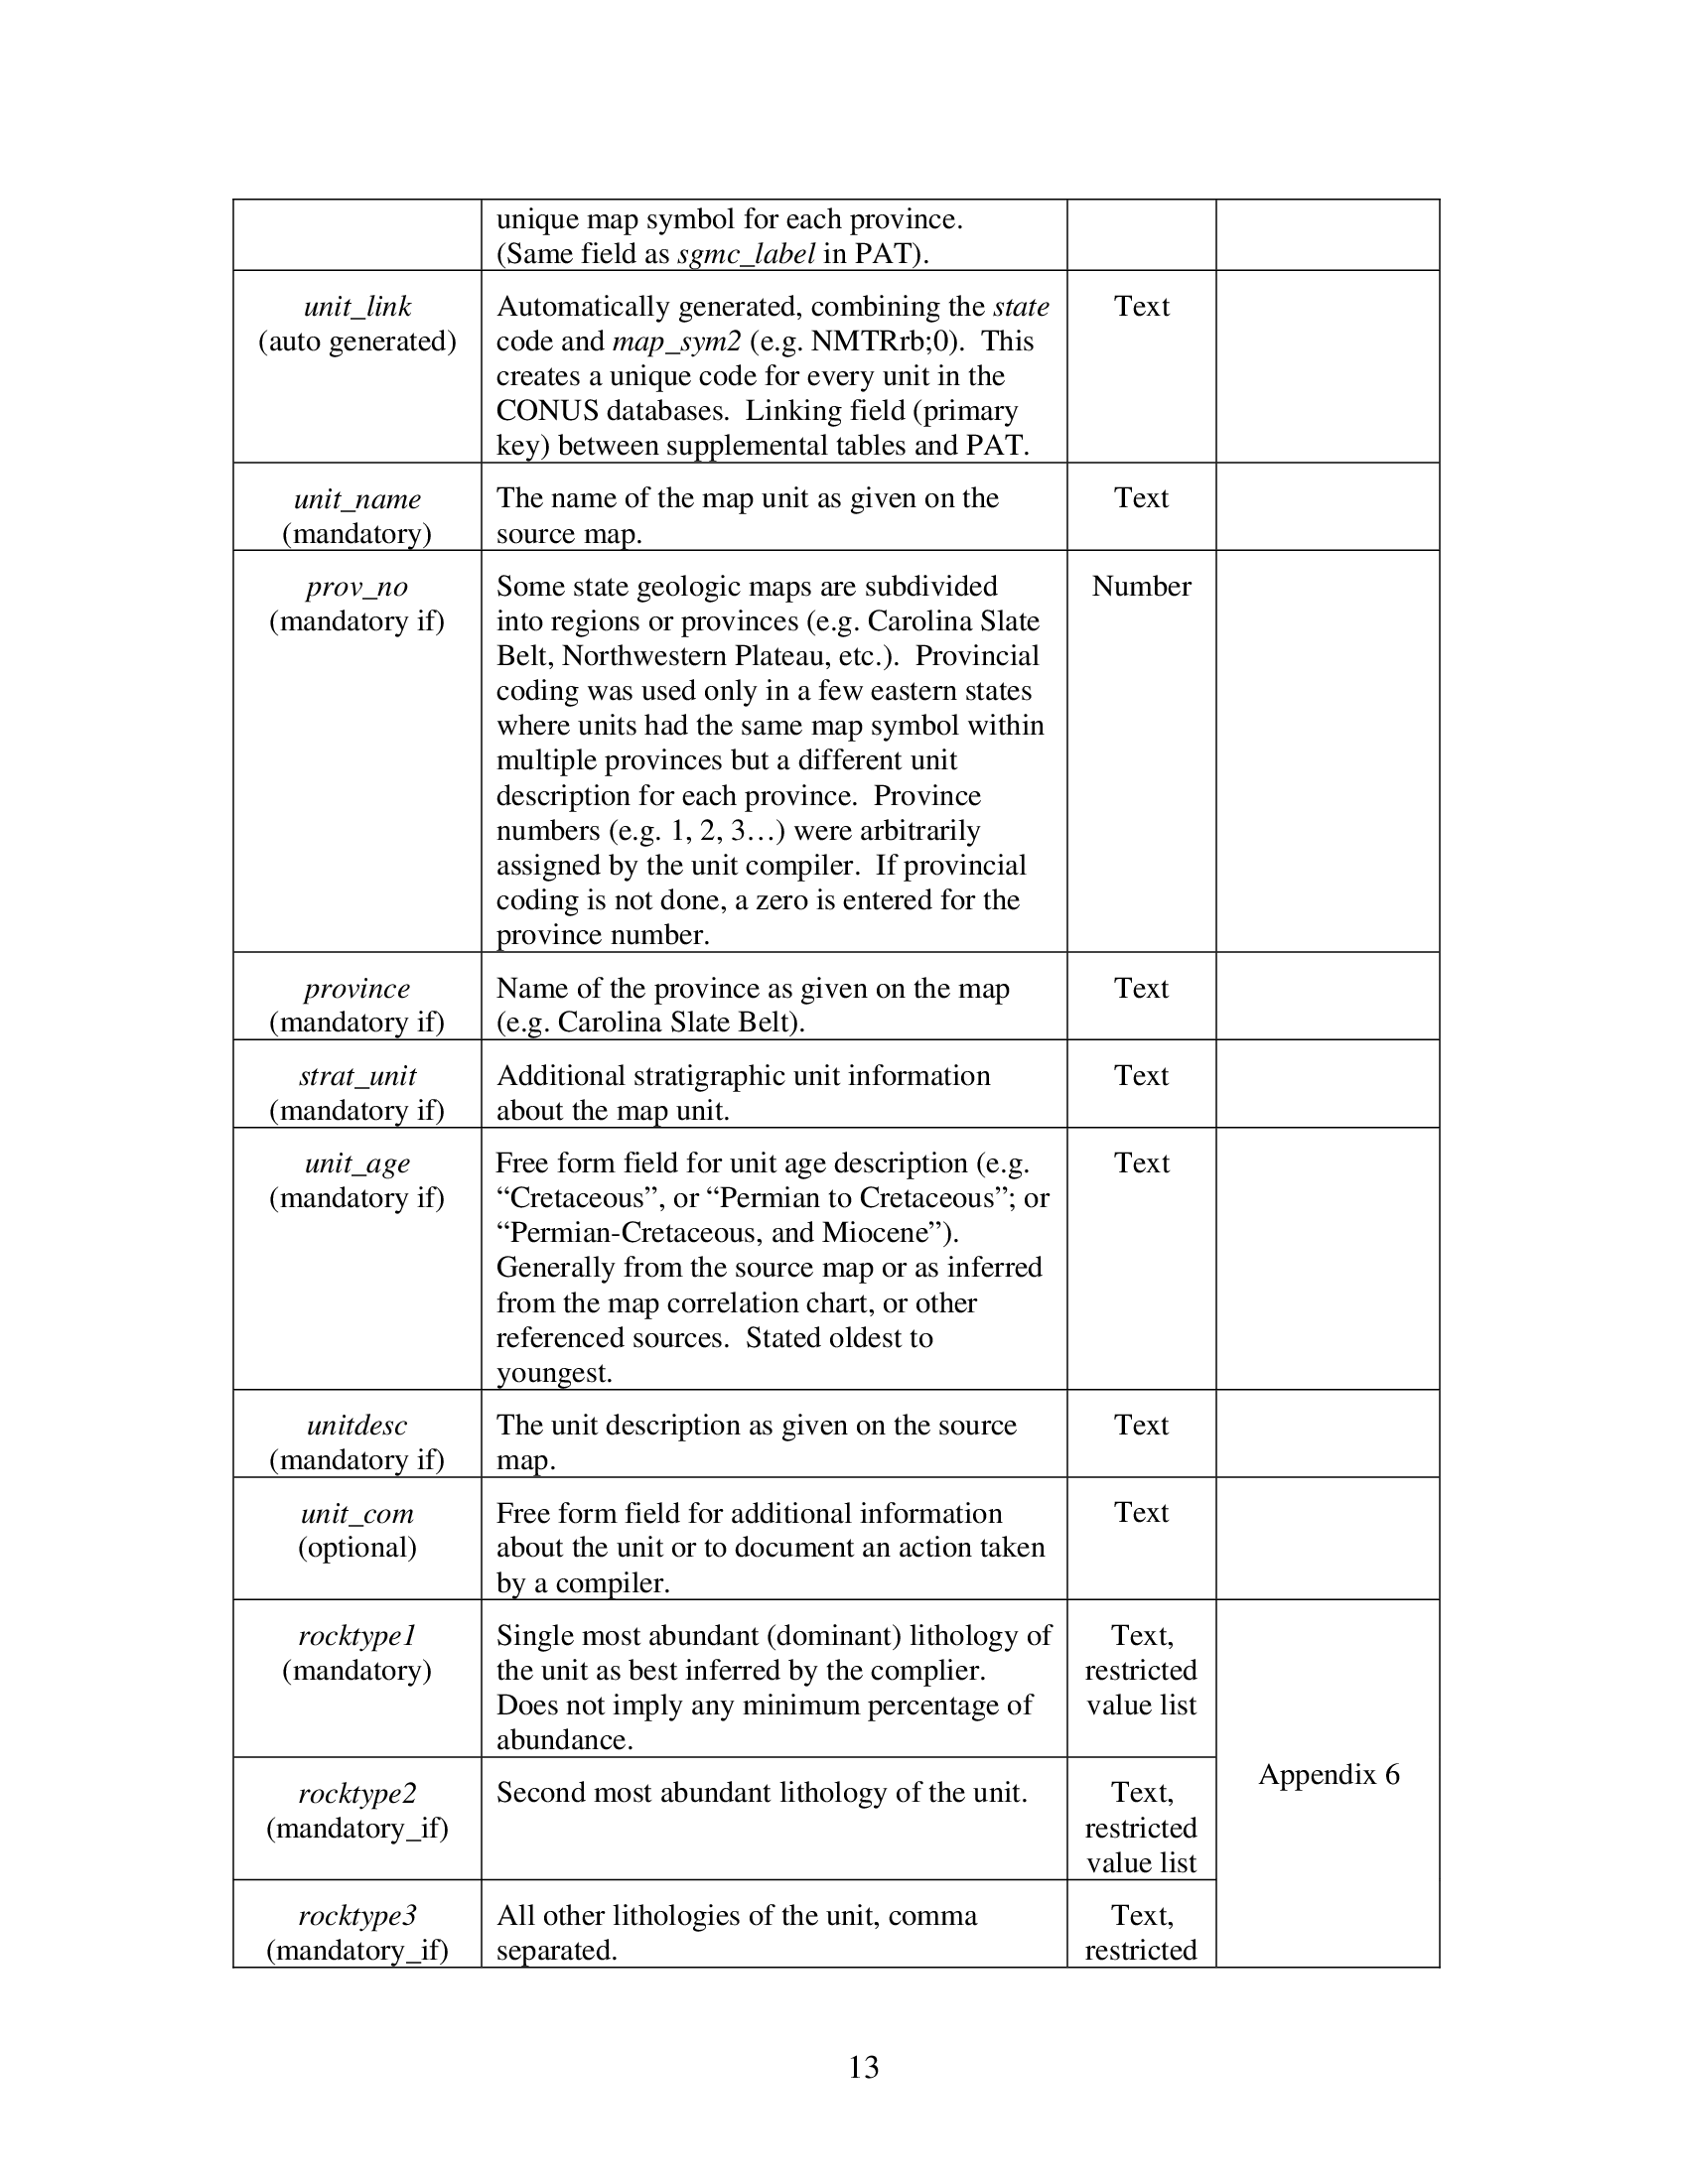 unique map symbol for each province.
(Same field as sgmc_label in PAT).
unit_link
(auto generated)
Automatically generated, combining the state
code and map_sym2 (e.g. NMTRrb;0).  This
creates a unique code for every unit in the
CONUS databases.  Linking field (primary
key) between supplemental tables and PAT.
Text
unit_name
(mandatory)
The name of the map unit as given on the
source map.
Text
prov_no
(mandatory if)
Some state geologic maps are subdivided
into regions or provinces (e.g. Carolina Slate
Belt, Northwestern Plateau, etc.).  Provincial
coding was used only in a few eastern states
where units had the same map symbol within
multiple provinces but a different unit
description for each province.  Province
numbers (e.g. 1, 2, 3…) were arbitrarily
assigned by the unit compiler.  If provincial
coding is not done, a zero is entered for the
province number.
Number
province
(mandatory if)
Name of the province as given on the map
(e.g. Carolina Slate Belt).
Text
strat_unit
(mandatory if)
Additional stratigraphic unit information
about the map unit.
Text
unit_age
(mandatory if)
Free form field for unit age description (e.g.
“Cretaceous”, or “Permian to Cretaceous”; or
“Permian-Cretaceous, and Miocene”).
Generally from the source map or as inferred
from the map correlation chart, or other
referenced sources.  Stated oldest to
youngest.
Text
unitdesc
(mandatory if)
The unit description as given on the source
map.
Text
unit_com
(optional)
Free form field for additional information
about the unit or to document an action taken
by a compiler.
Text
rocktype1
(mandatory)
Single most abundant (dominant) lithology of
the unit as best inferred by the complier.
Does not imply any minimum percentage of
abundance.
Text,
restricted
value list
Appendix 6
rocktype2
(mandatory_if)
Second most abundant lithology of the unit.
Text,
restricted
value list
rocktype3
(mandatory_if)
All other lithologies of the unit, comma
separated.
Text,
restricted
13